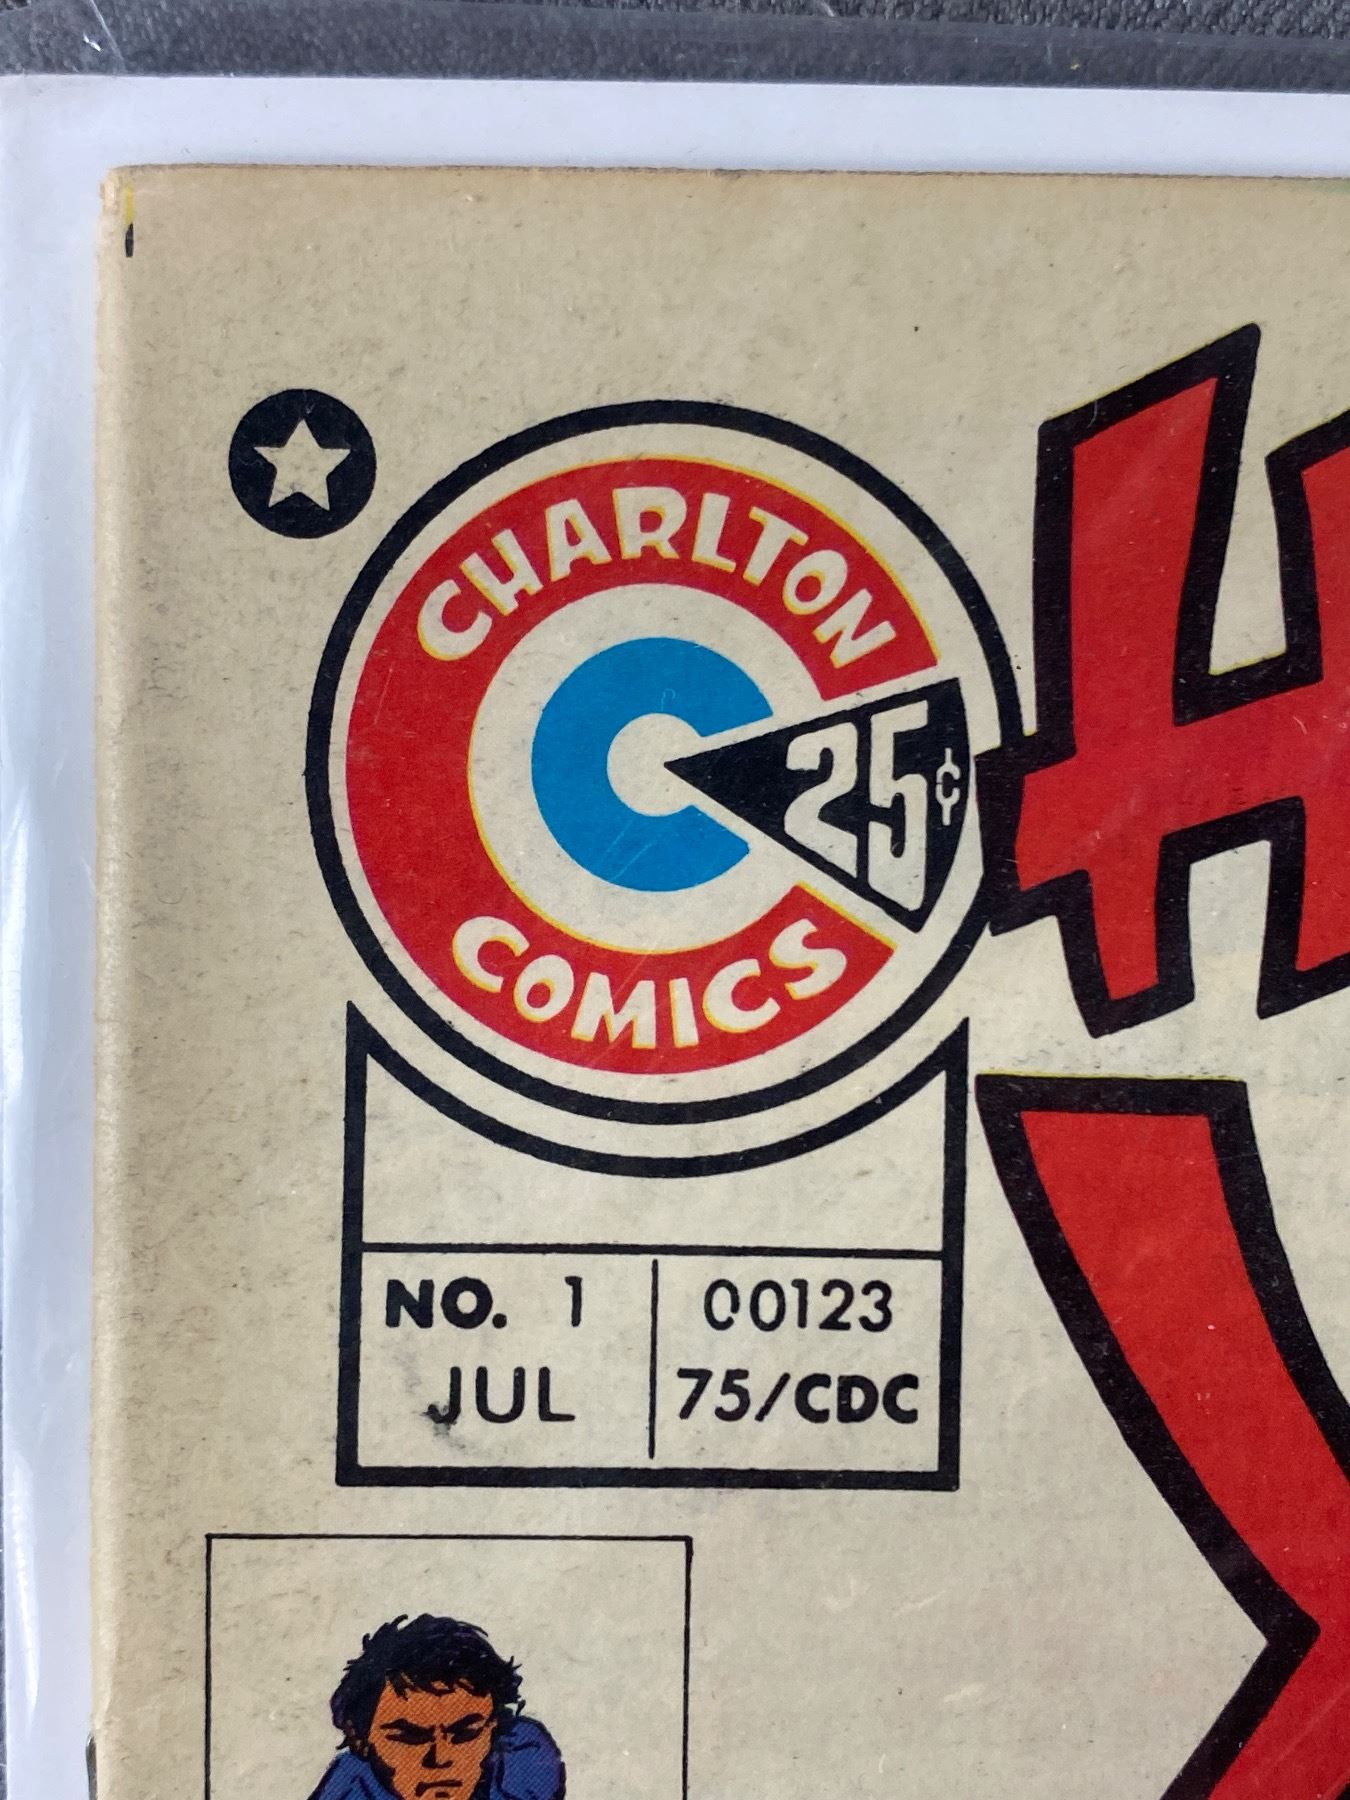 CHARLTON
25¢
COMICS
NO. 1
JUL
00123
75/CDC
H